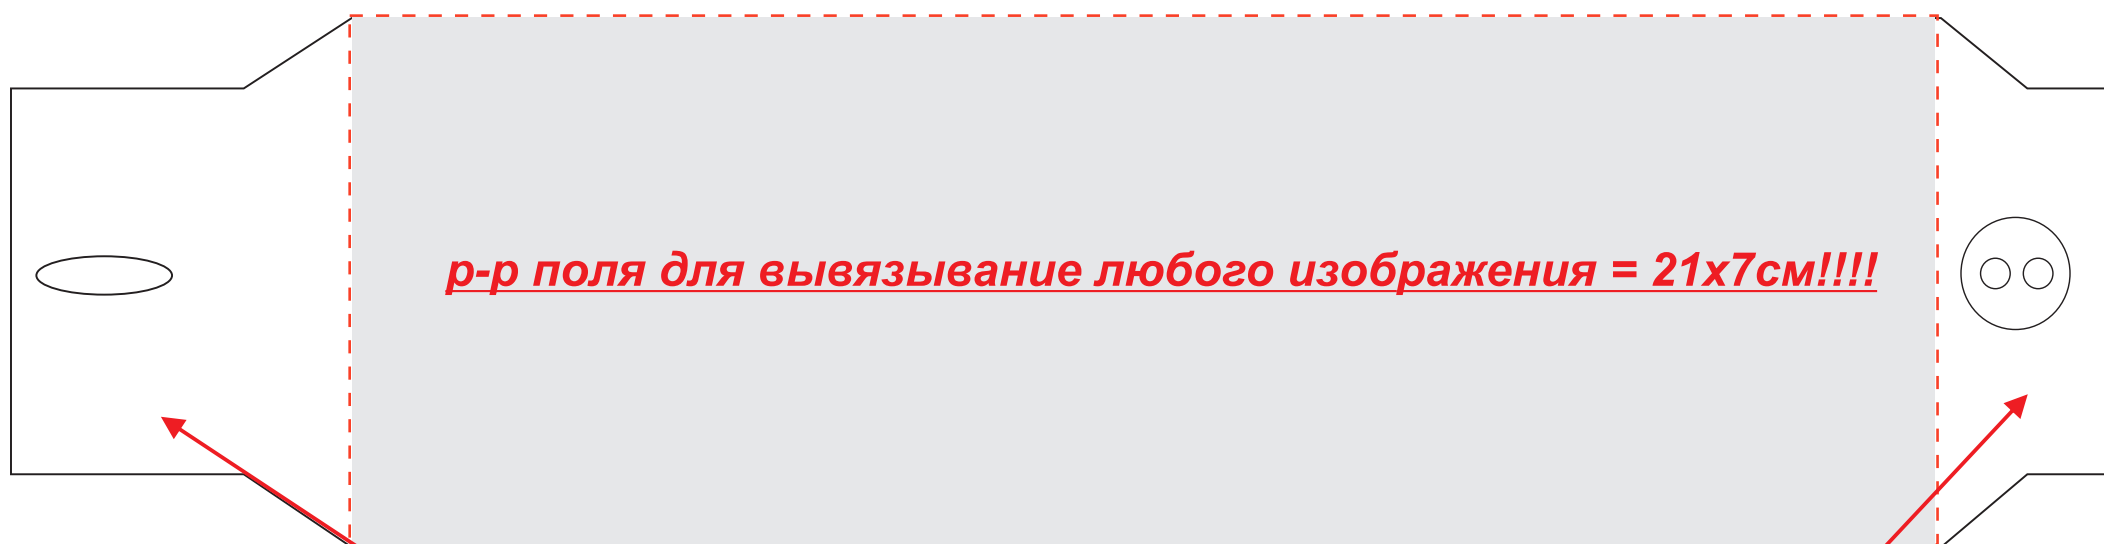 р-р поля для вывязывание любого изображения = 21х7см!!!!